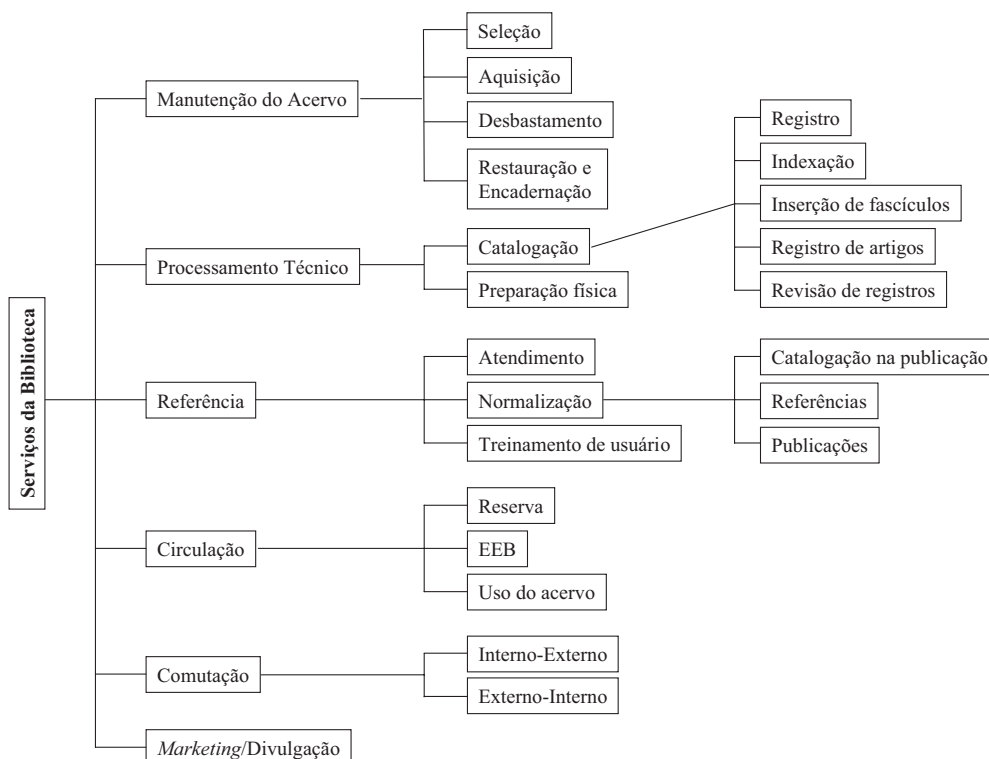 Serviços da Biblioteca
Manutenção do Acervo
Seleção
Aquisição
Desbastamento
Restauração e
Encadernação
Processamento Técnico
Catalogação
Registro
Indexação
Inserção de fascículos
Registro de artigos
Revisão de registros
Preparação física
Referência
Atendimento
Normalização
Catalogação na publicação
Referências
Publicações
Treinamento de usuário
Circulação
Reserva
EEB
Uso do acervo
Comutação
Interno-Externo
Externo-Interno
Marketing/Divulgação